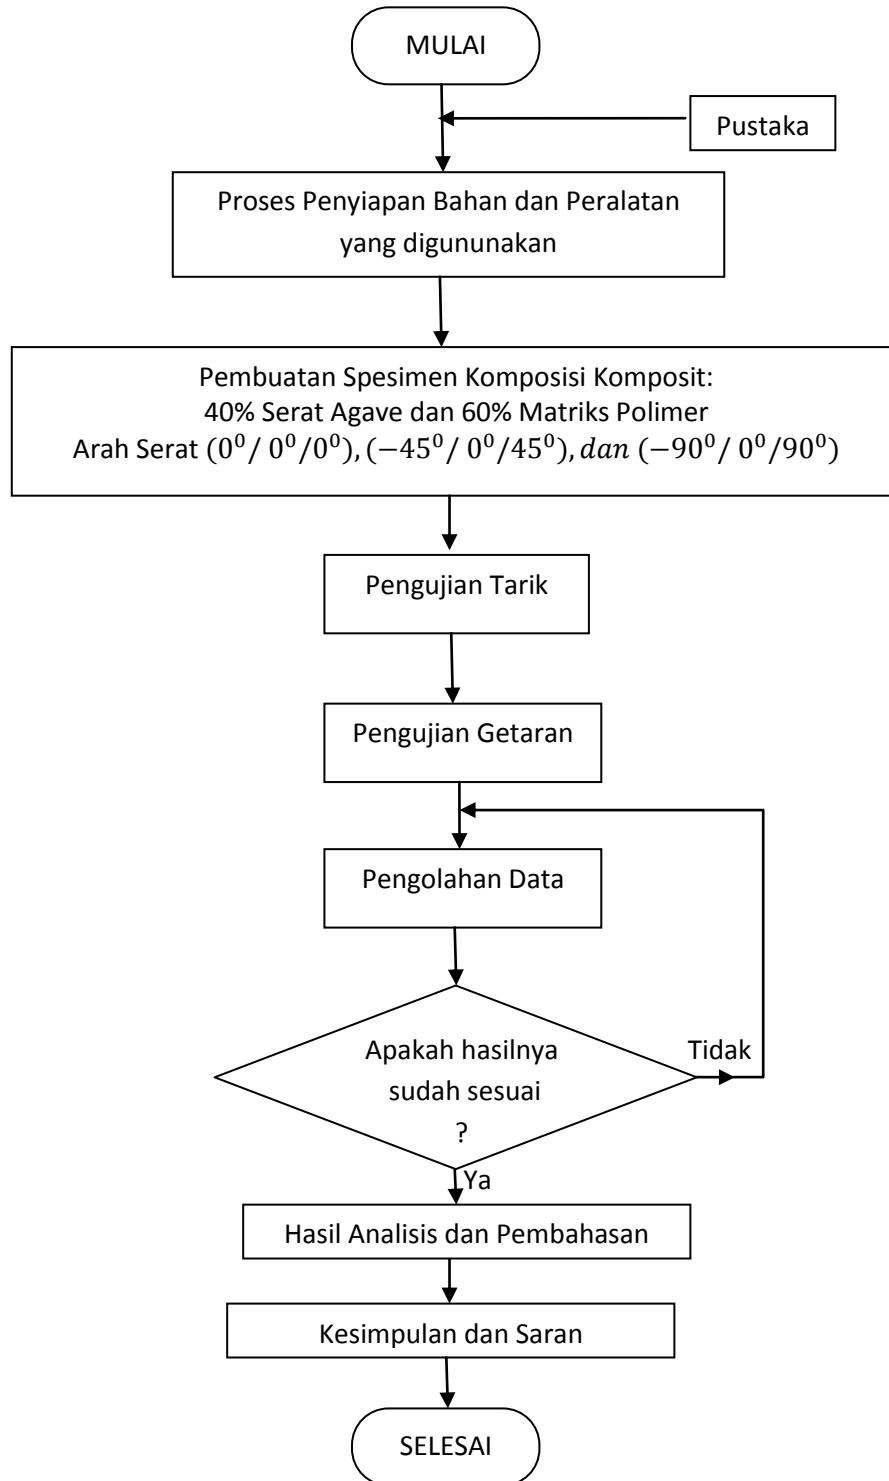 MULAI
Pustaka
Proses Penyiapan Bahan dan Peralatan
yang digununakan
Pembuatan Spesimen Komposisi Komposit:
40% Serat Agave dan 60% Matriks Polimer
Arah Serat (0⁰/ 0⁰/0⁰), (−45⁰/ 0⁰/45⁰), dan (−90⁰/ 0⁰/90⁰)
Pengujian Tarik
Pengujian Getaran
Pengolahan Data
Apakah hasilnya
sudah sesuai
?
Tidak
Ya
Hasil Analisis dan Pembahasan
Kesimpulan dan Saran
SELESAI